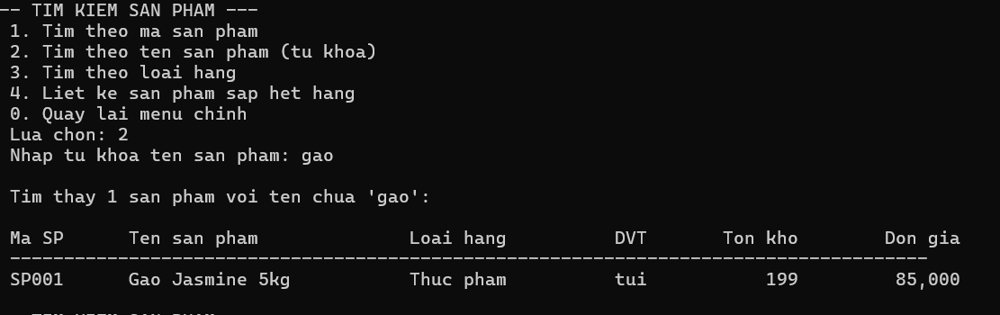 -- TIM KIEM SAN PHAM ---
1. Tim theo ma san pham
2. Tim theo ten san pham (tu khoa)
3. Tim theo loai hang
4. Liet ke san pham sap het hang
0. Quay lai menu chinh
Lua chon: 2
Nhap tu khoa ten san pham: gao
Tim thay 1 san pham voi ten chua 'gao':
Ma SP Ten san pham Loai hang DVT Ton kho Don gia
-------------------------------------------------------------------------------------
SP001 Gao Jasmine 5kg Thuc pham tui 199 85,000